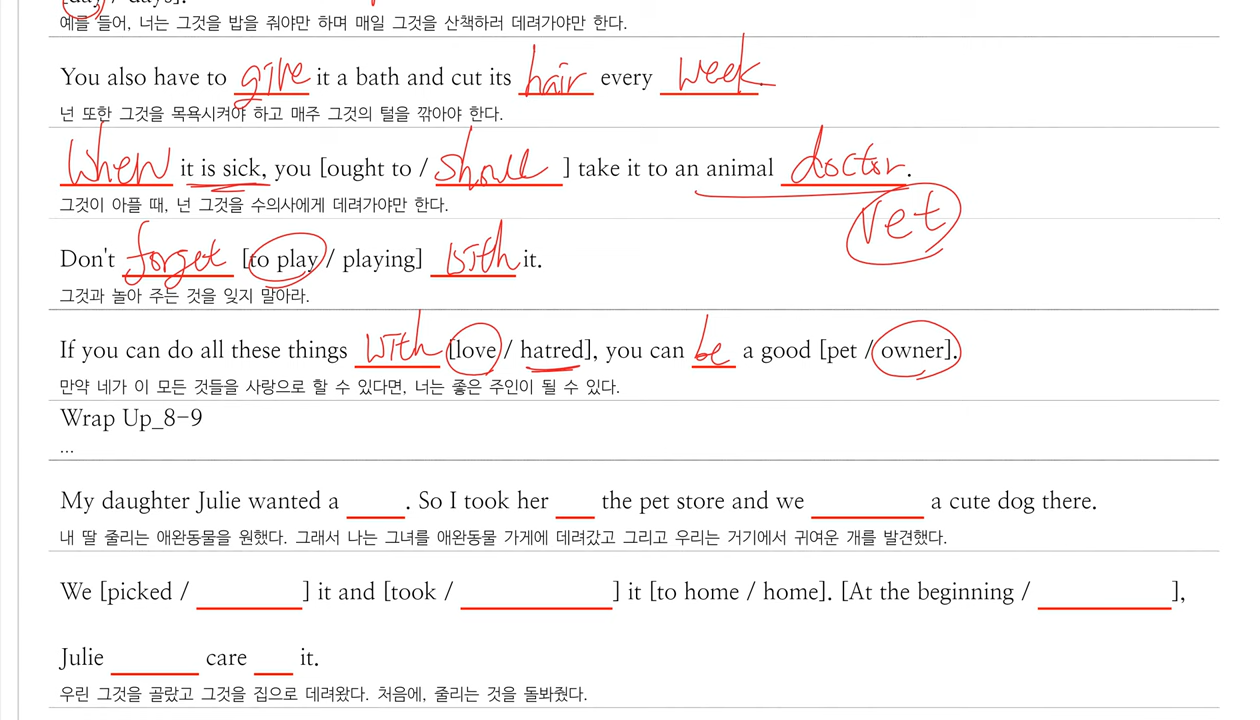 [day / days].
예를 들어, 너는 그것을 밥을 줘야만 하며 매일 그것을 산책하러 데려가야만 한다.
You also have to give it a bath and cut its hair every week
넌 또한 그것을 목욕시켜야 하고 매주 그것의 털을 깎아야 한다.
When it is sick, you [ought to / should ] take it to an animal doctor.
vet
그것이 아플 때, 넌 그것을 수의사에게 데려가야만 한다.
Don't forget [to play / playing] with it.
그것과 놀아 주는 것을 잊지 말아라.
If you can do all these things with [love / hatred], you can be a good [pet / owner].
만약 네가 이 모든 것들을 사랑으로 할 수 있다면, 너는 좋은 주인이 될 수 있다.
Wrap Up_8-9
...
My daughter Julie wanted a ____. So I took her ____ the pet store and we ____ a cute dog there.
내 딸 줄리는 애완동물을 원했다. 그래서 나는 그녀를 애완동물 가게에 데려갔고 그리고 우리는 거기에서 귀여운 개를 발견했다.
We [picked / ____ ] it and [took / ____ ] it [to home / home]. [At the beginning / ____ ],
Julie ____ care ____ it.
우린 그것을 골랐고 그것을 집으로 데려왔다. 처음에, 줄리는 것을 돌봐줬다.